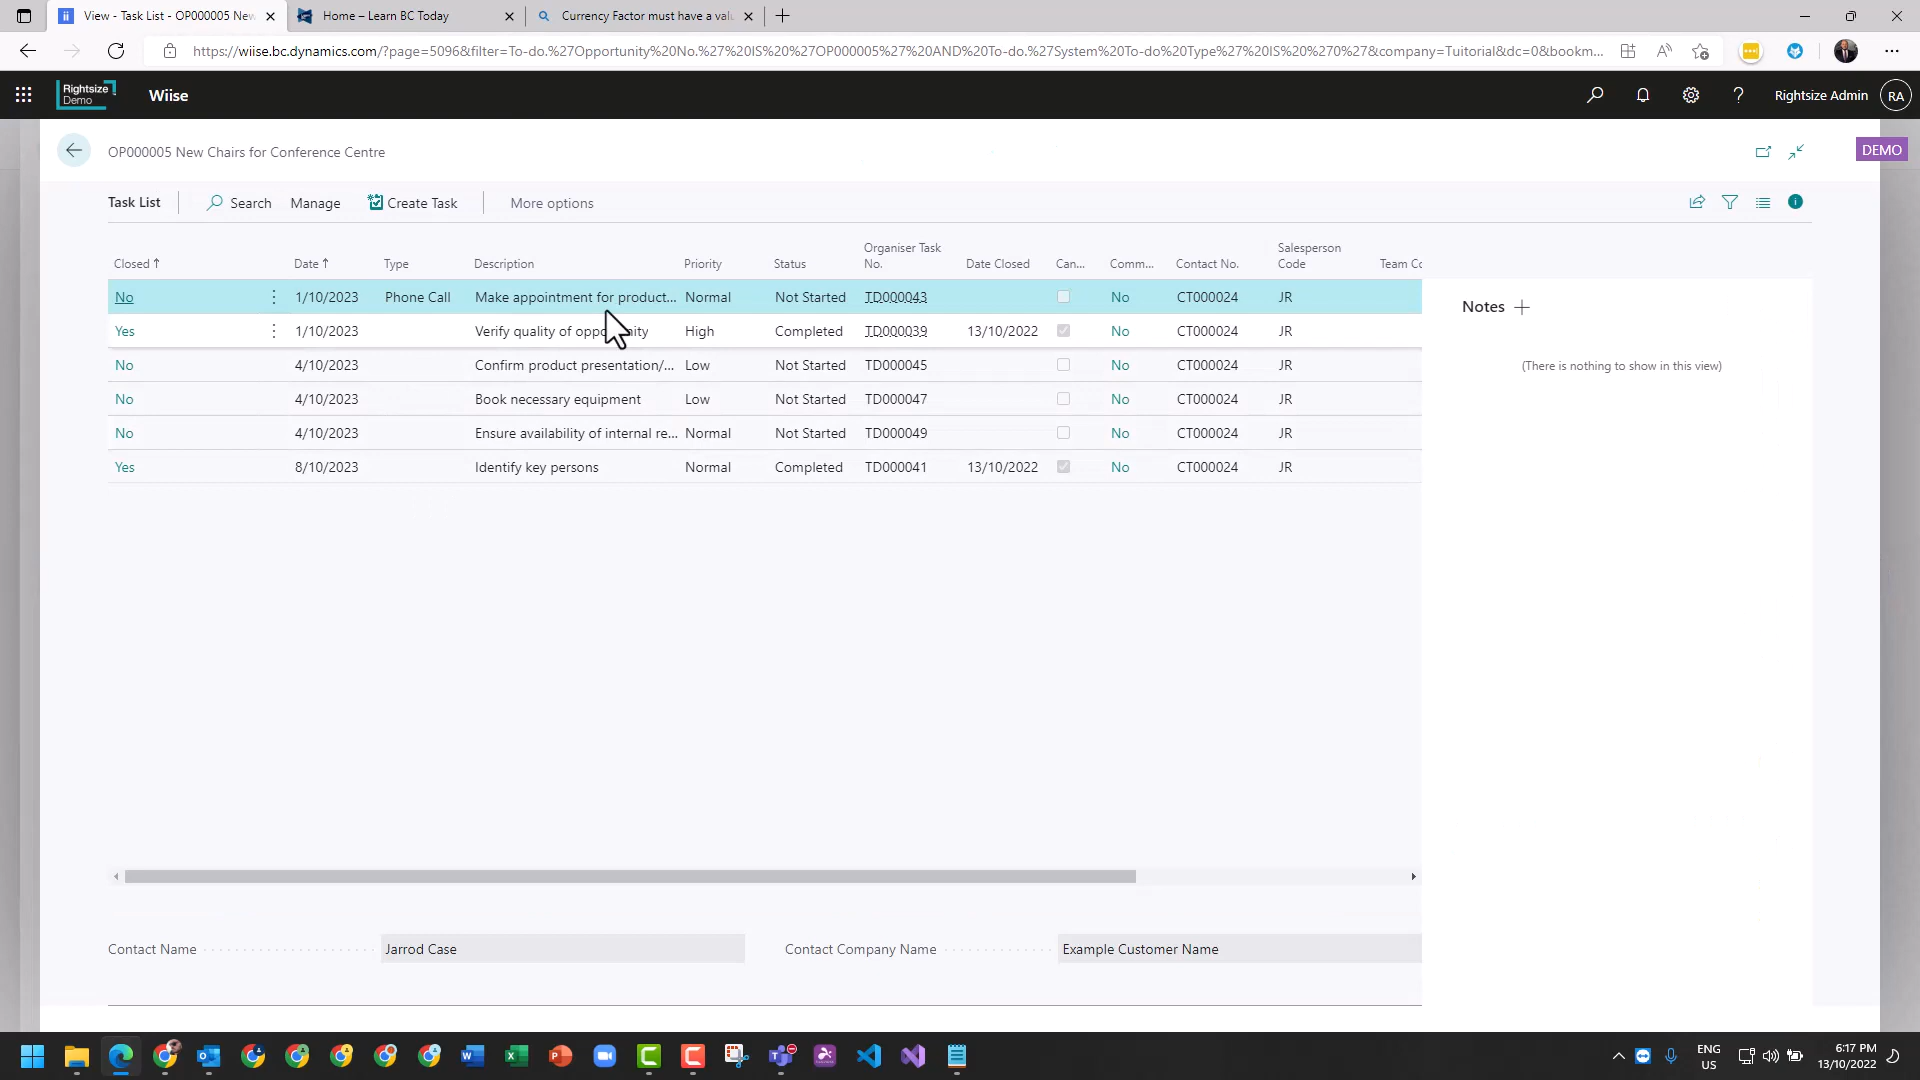 View - Task List - OP000005 New
Home – Learn BC Today
Currency Factor must have a valu
https://wiise.bc.dynamics.com/?page=5096&filter=To-do.%27Opportunity%20No.%27%20IS%20%27OP000005%27%20AND%20To-do.%27System%20To-do%20Type%27%20IS%20%270%27&company=Tuitorial&dc=0&bookm...
Rightsize
Demo
Wiise
Rightsize Admin
RA
OP000005 New Chairs for Conference Centre
DEMO
Task List
Search
Manage
Create Task
More options
Closed ↑ Date ↑ Type Description Priority Status Organiser Task No. Date Closed Can... Comm... Contact No. Salesperson Code Team Cc
No 1/10/2023 Phone Call Make appointment for product... Normal Not Started TD000043 No CT000024 JR
Yes 1/10/2023 Verify quality of opportunity High Completed TD000039 13/10/2022 No CT000024 JR
No 4/10/2023 Confirm product presentation/... Low Not Started TD000045 No CT000024 JR
No 4/10/2023 Book necessary equipment Low Not Started TD000047 No CT000024 JR
No 4/10/2023 Ensure availability of internal re... Normal Not Started TD000049 No CT000024 JR
Yes 8/10/2023 Identify key persons Normal Completed TD000041 13/10/2022 No CT000024 JR
Notes
(There is nothing to show in this view)
Contact Name Jarrod Case
Contact Company Name Example Customer Name
ENG
US
6:17 PM
13/10/2022